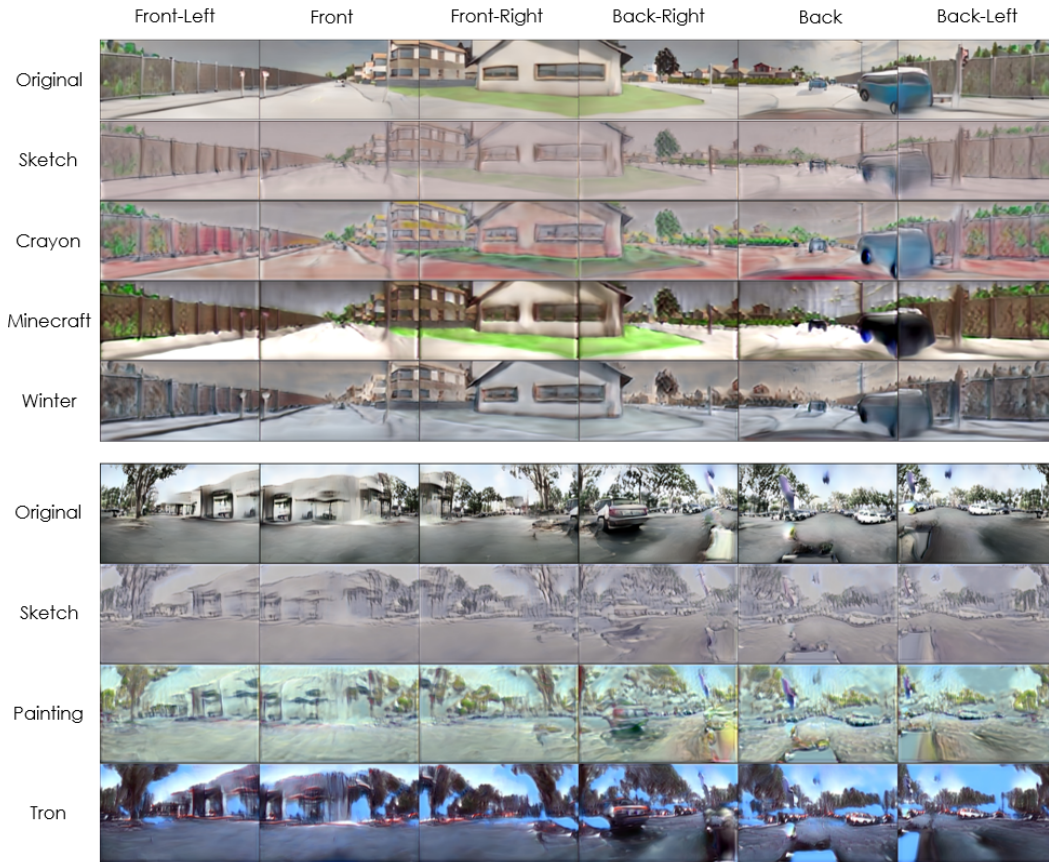 Front-Left Front Front-Right Back-Right Back Back-Left
Original
Sketch
Crayon
Minecraft
Winter
Original
Sketch
Painting
Tron